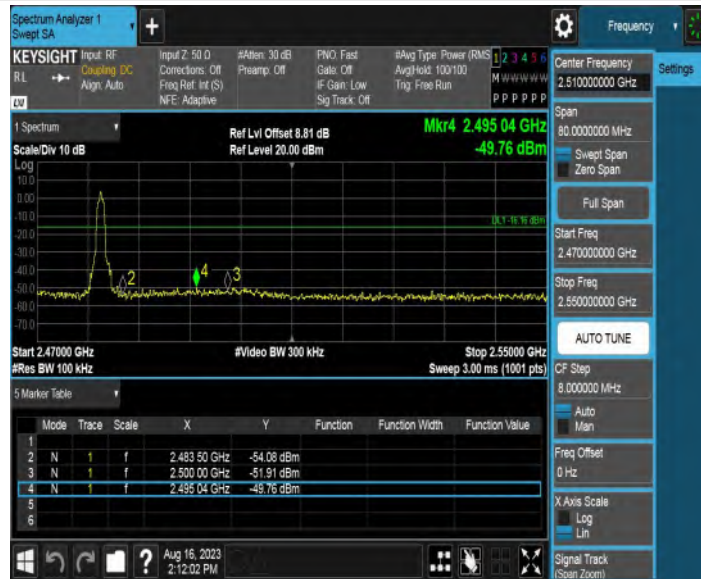 Spectrum Analyzer 1
Swept SA
+
Frequency
KEYSIGHT
RL
LXI
Input: RF
Coupling: DC
Align: Auto
Input Z: 50 Ω
Corrections: Off
Freq Ref: Int (S)
NFE: Adaptive
#Atten: 30 dB
Preamp: Off
PNO: Fast
Gate: Off
IF Gain: Low
Sig Track: Off
#Avg Type: Power (RMS
Avg|Hold: 100/100
Trig: Free Run
1 2 3 4 5 6
M W W W W W
P P P P P P
Center Frequency
2.510000000 GHz
Settings
Span
80.0000000 MHz
Swept Span
Zero Span
Full Span
Start Freq
2.470000000 GHz
Stop Freq
2.550000000 GHz
AUTO TUNE
CF Step
8.000000 MHz
Auto
Man
Freq Offset
0 Hz
X Axis Scale
Log
Lin
Signal Track
(Span Zoom)
1 Spectrum
Scale/Div 10 dB
Ref Lvl Offset 8.81 dB
Ref Level 20.00 dBm
Mkr4 2.495 04 GHz
-49.76 dBm
Log
10.0
0.00
-10.0
-20.0
-30.0
-40.0
-50.0
-60.0
-70.0
DL1 -16.16 dBm
2
4
3
Start 2.47000 GHz
#Res BW 100 kHz
#Video BW 300 kHz
Stop 2.55000 GHz
Sweep 3.00 ms (1001 pts)
5 Marker Table
Mode Trace Scale X Y Function Function Width Function Value
1
2 N 1 f 2.483 50 GHz -54.08 dBm
3 N 1 f 2.500 00 GHz -51.91 dBm
4 N 1 f 2.495 04 GHz -49.76 dBm
5
6
?
Aug 16, 2023
2:12:02 PM